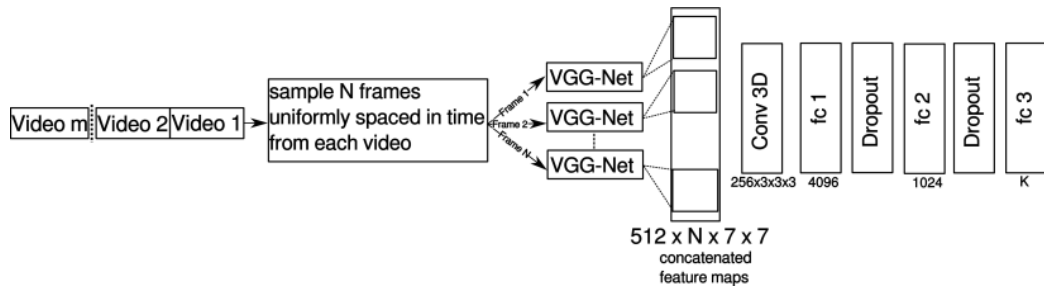 Video m
Video 2
Video 1
sample N frames
uniformly spaced in time
from each video
Frame 1
Frame 2
Frame N
VGG-Net
VGG-Net
VGG-Net
512 x N x 7 x 7
concatenated
feature maps
Conv 3D
256x3x3x3
fc 1
4096
Dropout
fc 2
1024
Dropout
fc 3
K